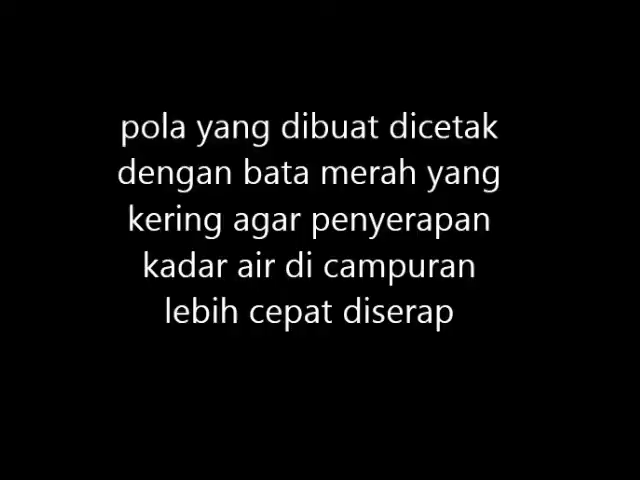 pola yang dibuat dicetak
dengan bata merah yang
kering agar penyerapan
kadar air di campuran
lebih cepat diserap